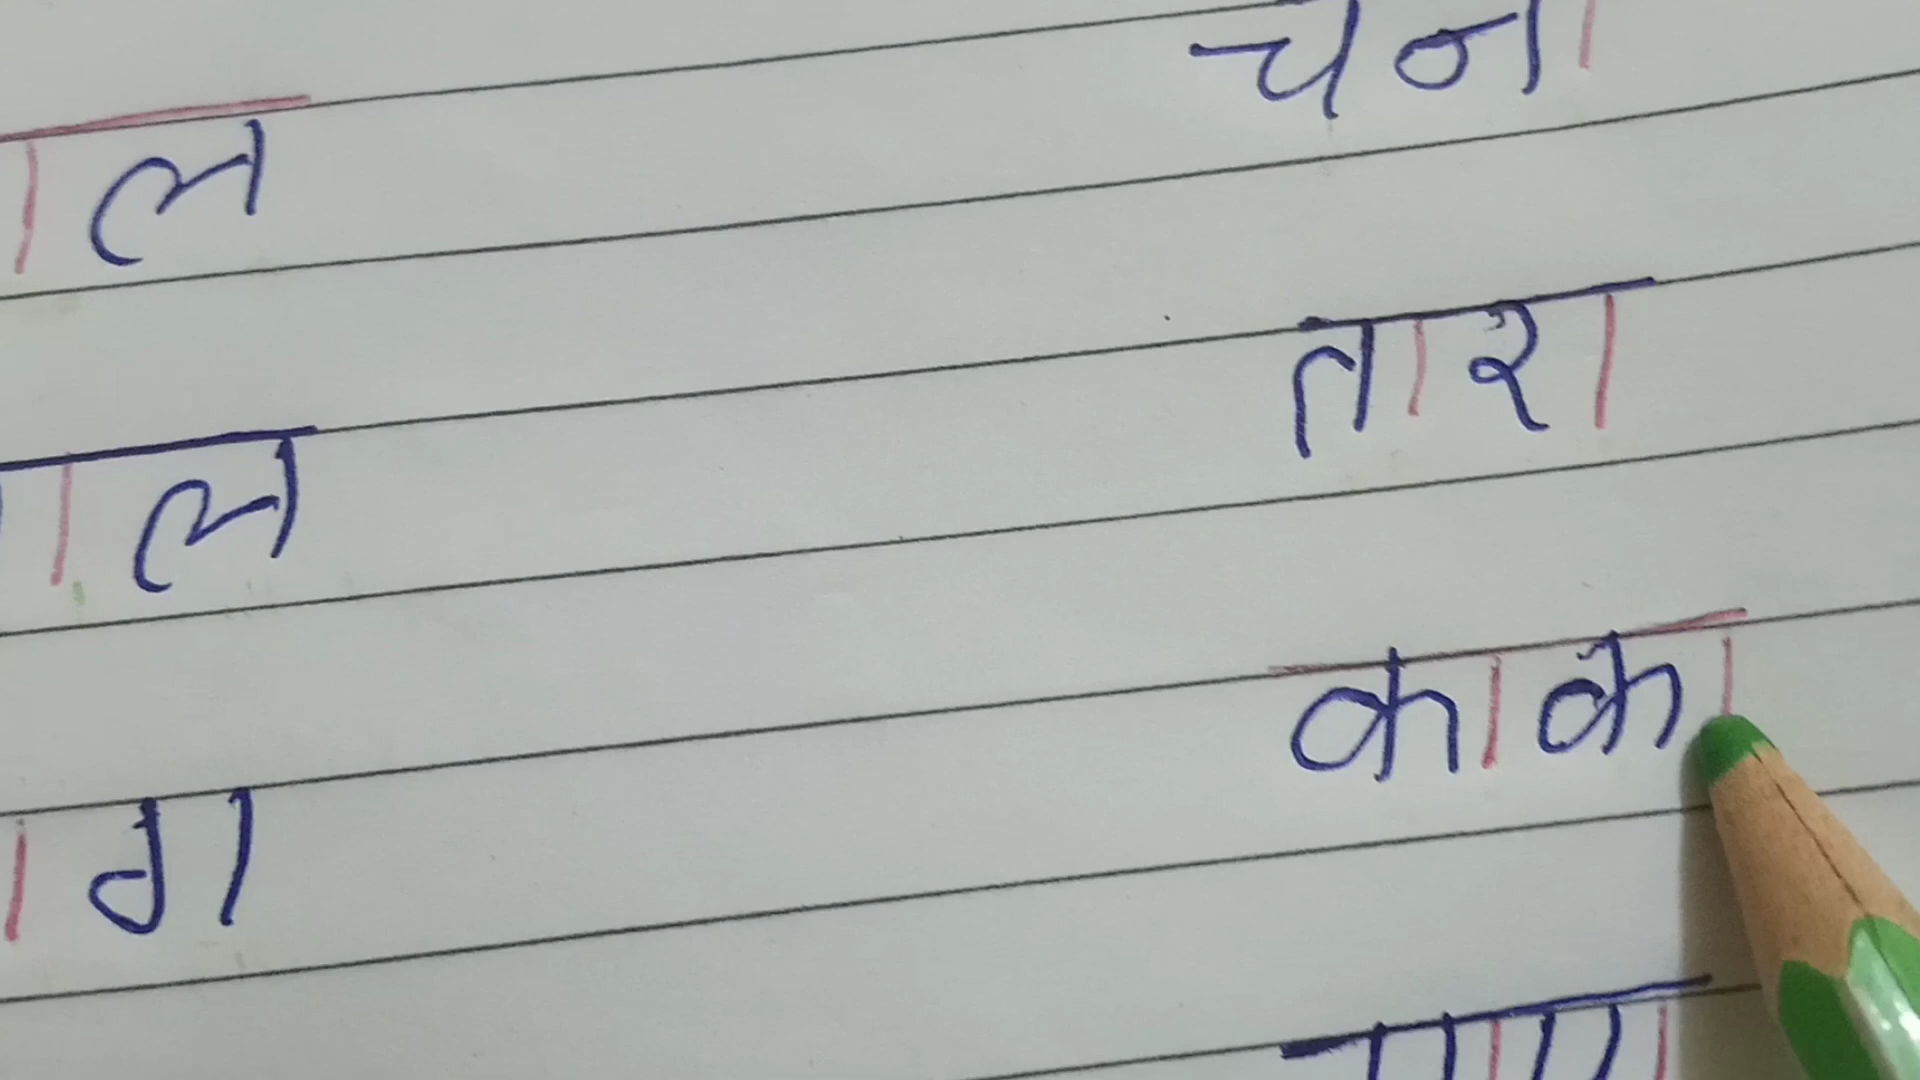 चना
ाल
तारा
ाल
काका
ाग